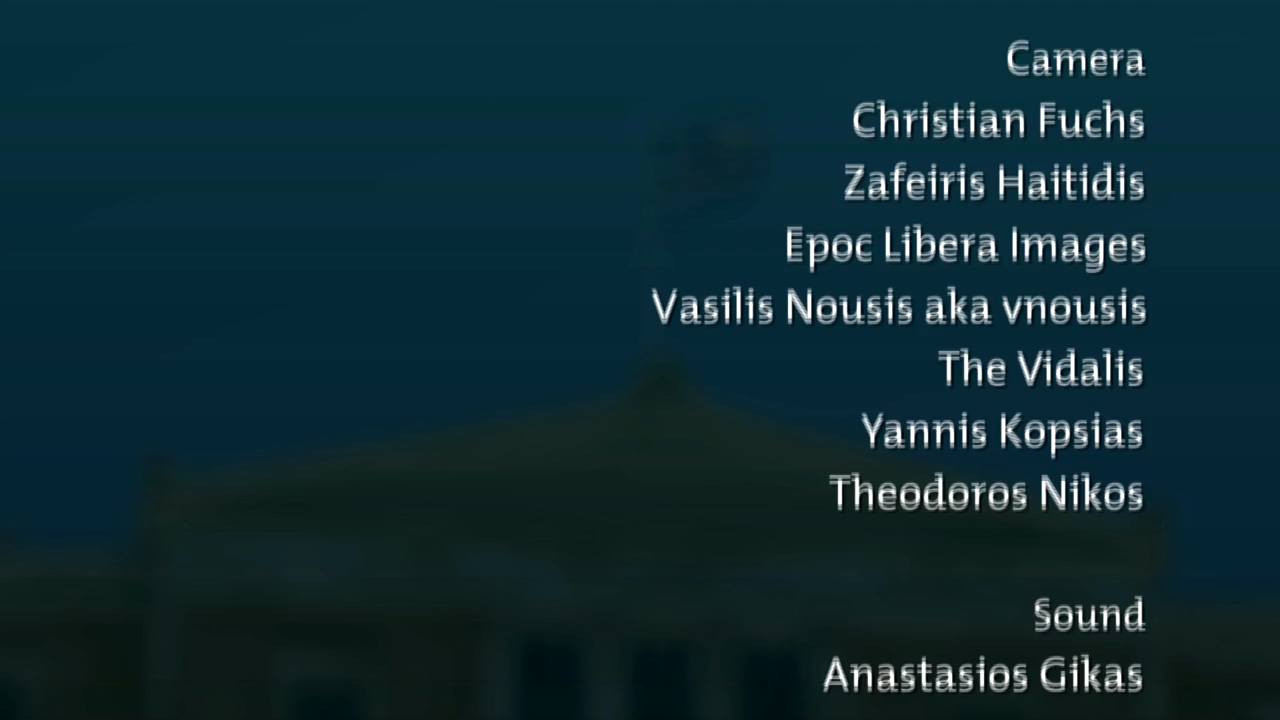 Camera
Christian Fuchs
Zafeiris Haitidis
Epoc Libera Images
Vasilis Nousis aka vnousis
The Vidalis
Yannis Kopsias
Theodoros Nikos
Sound
Anastasios Gikas